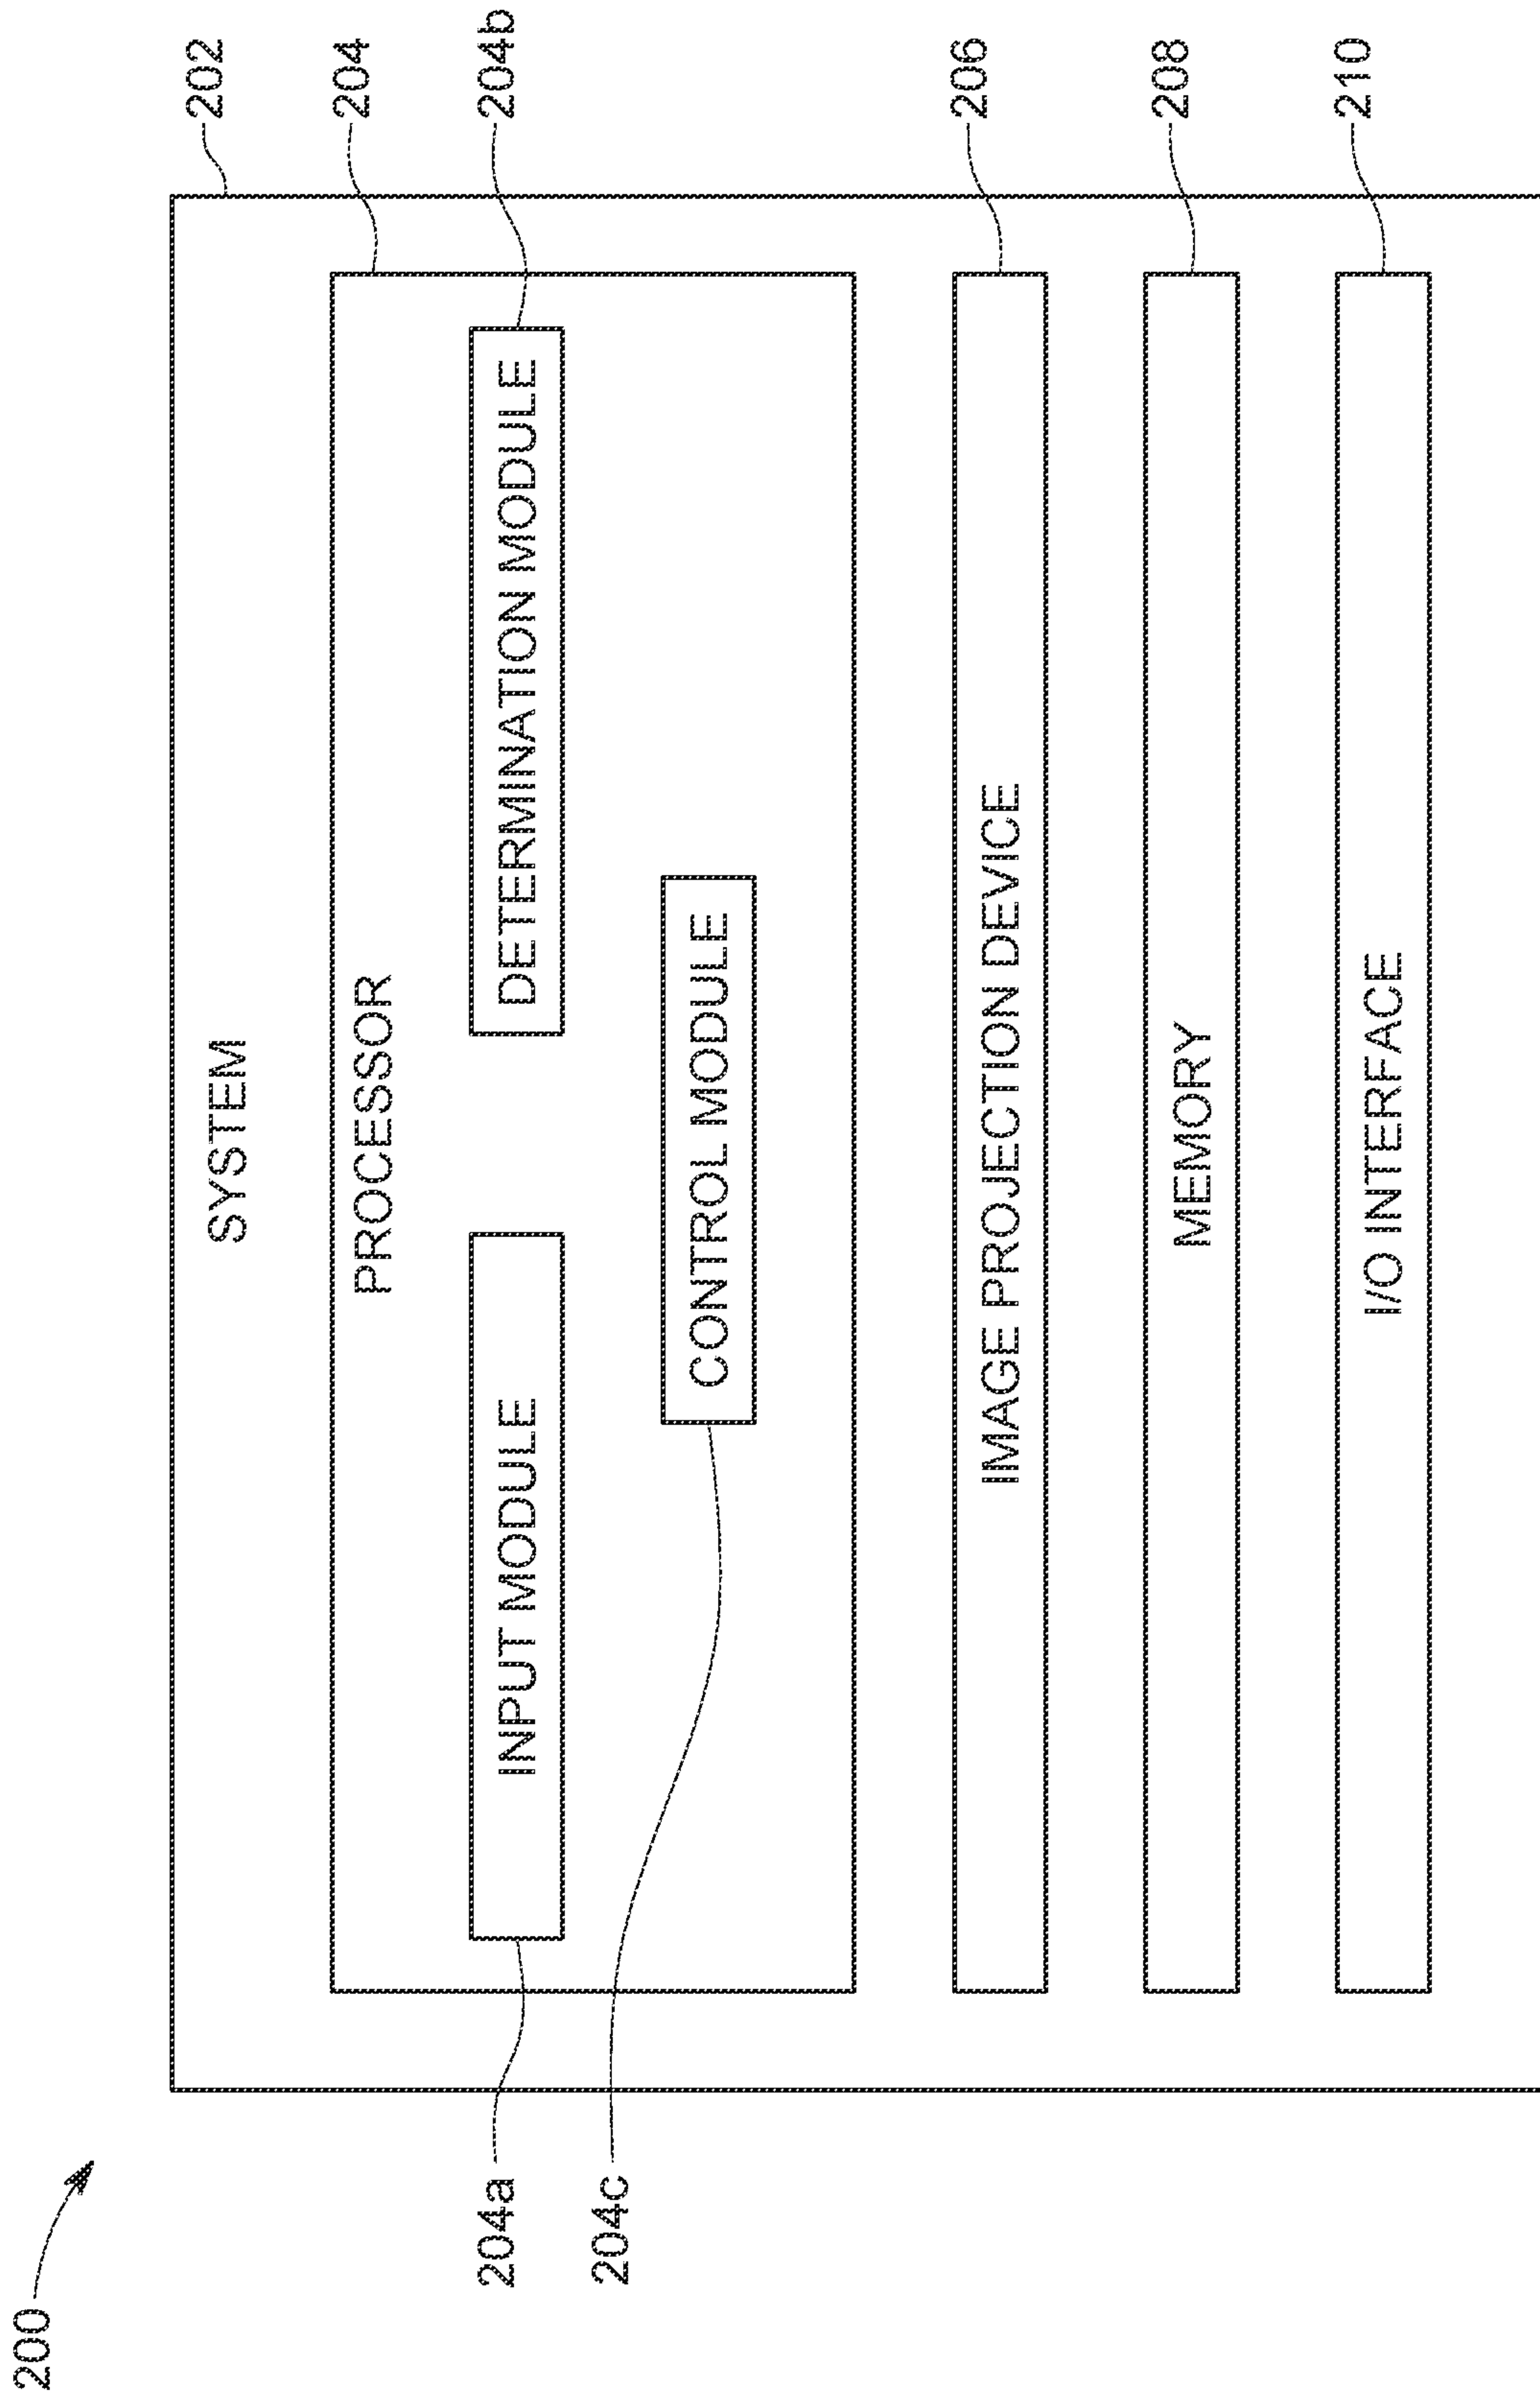 200
SYSTEM
202
PROCESSOR
204
204a
INPUT MODULE
DETERMINATION MODULE
204b
204c
CONTROL MODULE
IMAGE PROJECTION DEVICE
206
MEMORY
208
I/O INTERFACE
210